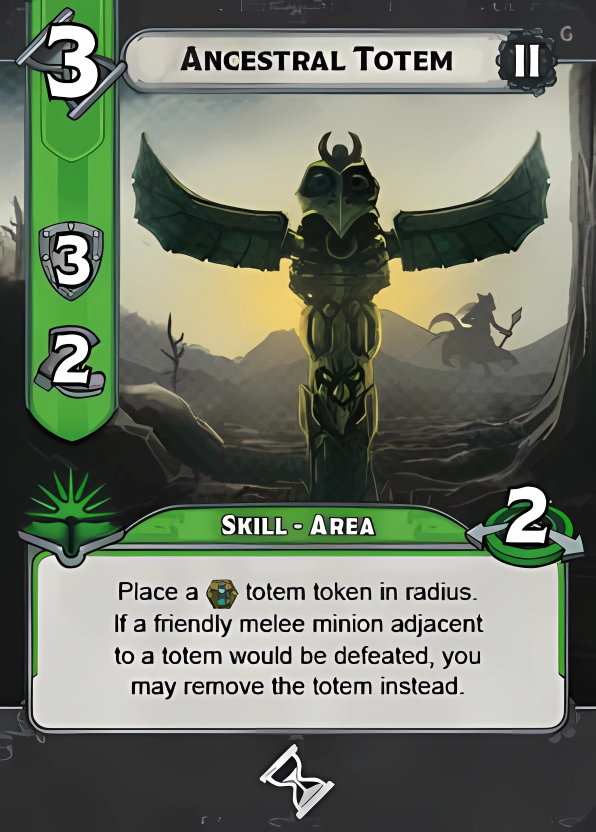 3
ANCESTRAL TOTEM
II
G
3
2
SKILL - AREA
2
Place a totem token in radius.
If a friendly melee minion adjacent
to a totem would be defeated, you
may remove the totem instead.